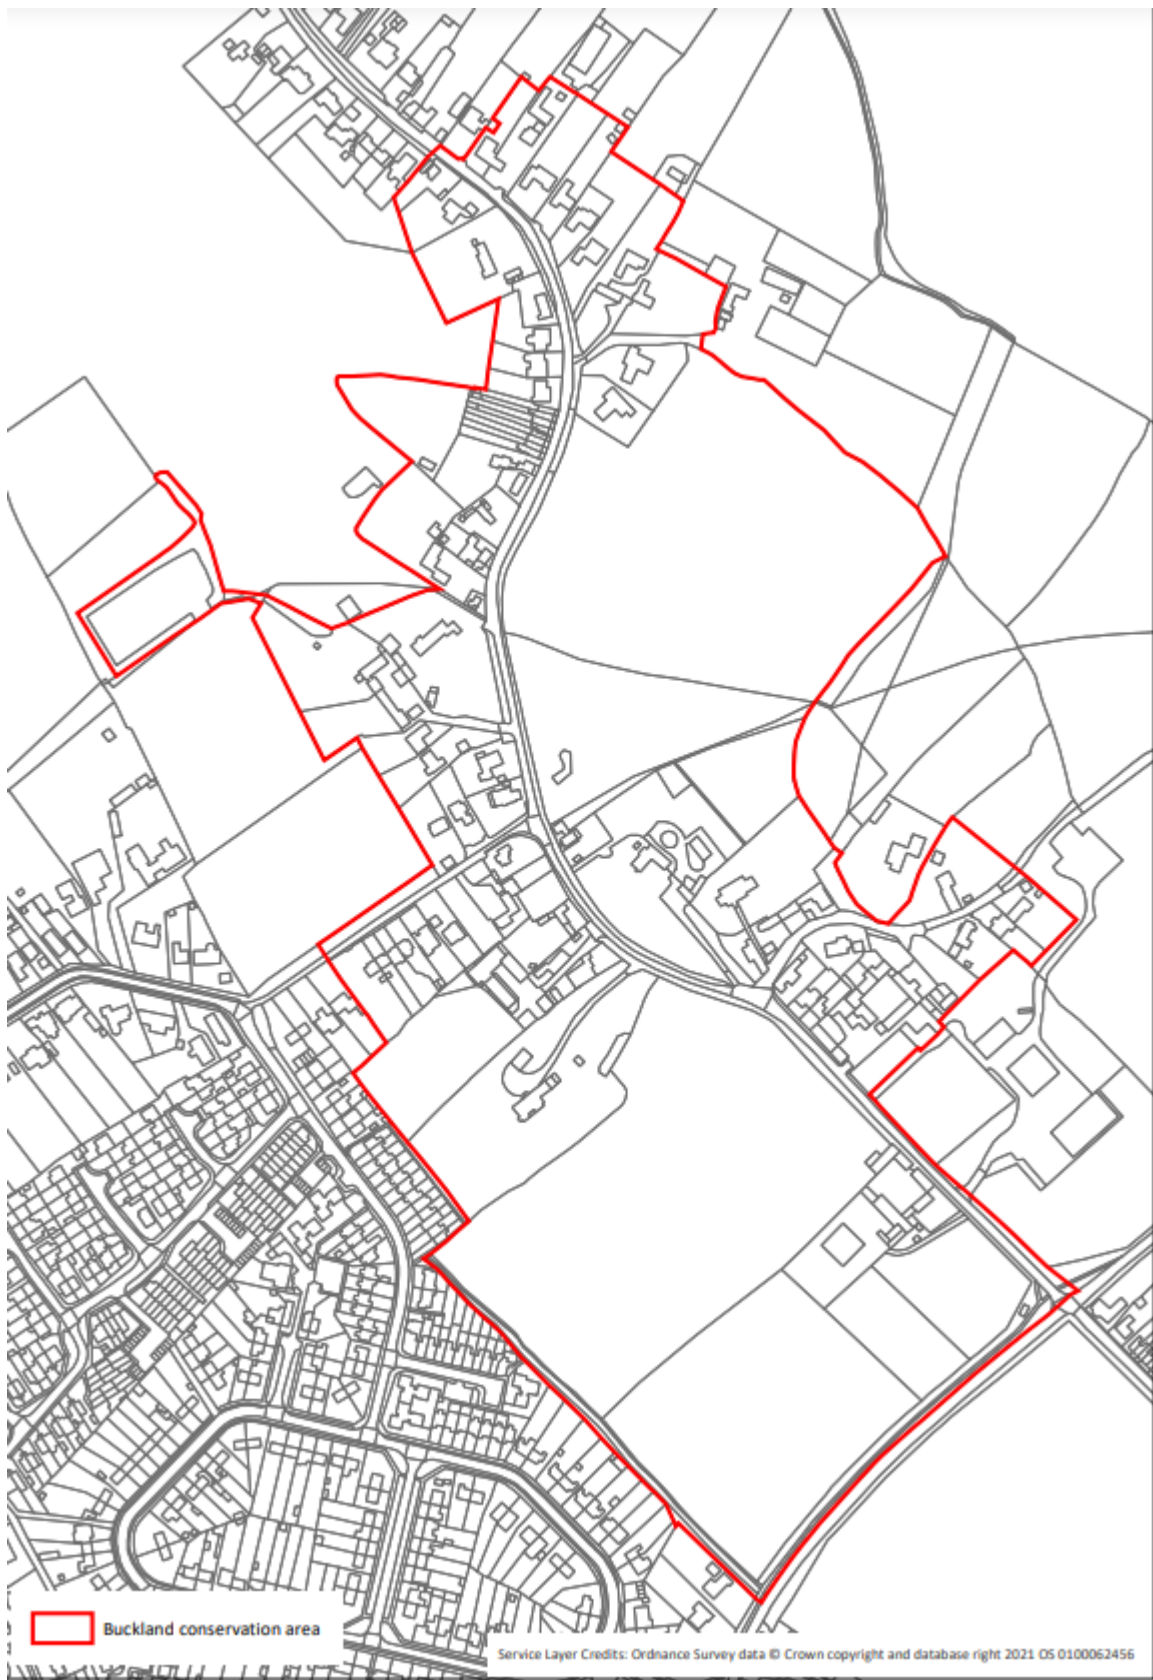 Buckland conservation area
Service Layer Credits: Ordnance Survey data © Crown copyright and database right 2021 OS 0100062456